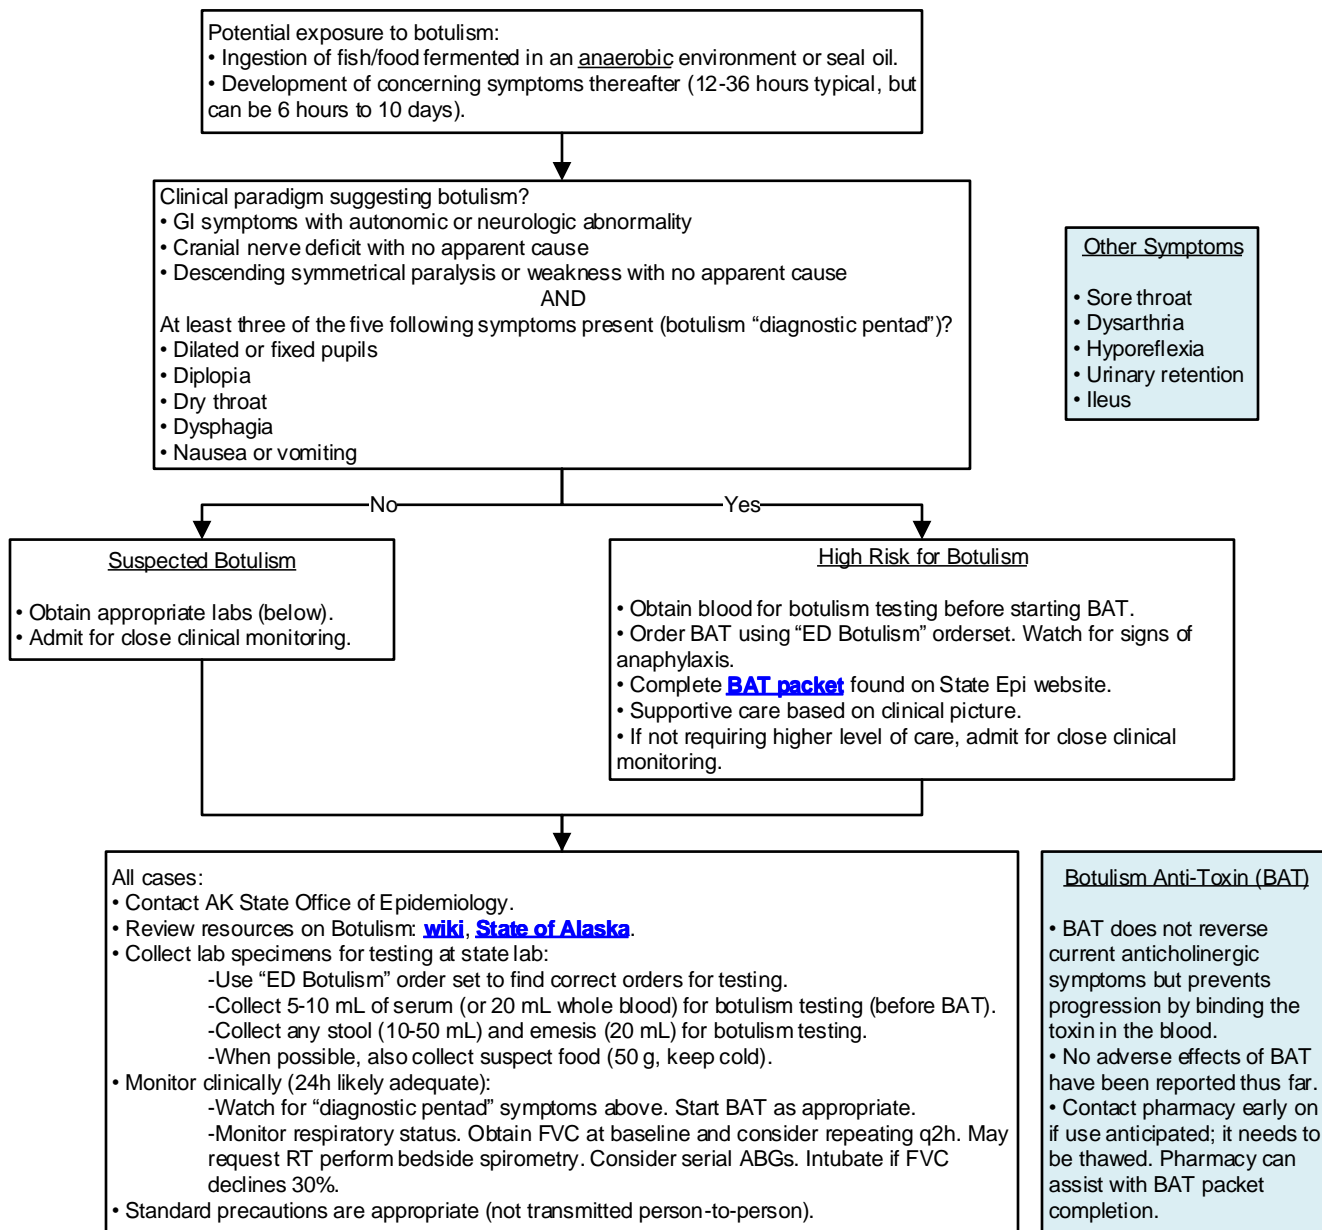 Potential exposure to botulism:
• Ingestion of fish/food fermented in an anaerobic environment or seal oil.
• Development of concerning symptoms thereafter (12-36 hours typical, but
can be 6 hours to 10 days).
Clinical paradigm suggesting botulism?
• GI symptoms with autonomic or neurologic abnormality
• Cranial nerve deficit with no apparent cause
• Descending symmetrical paralysis or weakness with no apparent cause
AND
At least three of the five following symptoms present (botulism “diagnostic pentad”)?
• Dilated or fixed pupils
• Diplopia
• Dry throat
• Dysphagia
• Nausea or vomiting
Other Symptoms
• Sore throat
• Dysarthria
• Hyporeflexia
• Urinary retention
• Ileus
No
Yes
Suspected Botulism
• Obtain appropriate labs (below).
• Admit for close clinical monitoring.
High Risk for Botulism
• Obtain blood for botulism testing before starting BAT.
• Order BAT using “ED Botulism” orderset. Watch for signs of
anaphylaxis.
• Complete BAT packet found on State Epi website.
• Supportive care based on clinical picture.
• If not requiring higher level of care, admit for close clinical
monitoring.
All cases:
• Contact AK State Office of Epidemiology.
• Review resources on Botulism: wiki, State of Alaska.
• Collect lab specimens for testing at state lab:
-Use “ED Botulism” order set to find correct orders for testing.
-Collect 5-10 mL of serum (or 20 mL whole blood) for botulism testing (before BAT).
-Collect any stool (10-50 mL) and emesis (20 mL) for botulism testing.
-When possible, also collect suspect food (50 g, keep cold).
• Monitor clinically (24h likely adequate):
-Watch for “diagnostic pentad” symptoms above. Start BAT as appropriate.
-Monitor respiratory status. Obtain FVC at baseline and consider repeating q2h. May
request RT perform bedside spirometry. Consider serial ABGs. Intubate if FVC
declines 30%.
• Standard precautions are appropriate (not transmitted person-to-person).
Botulism Anti-Toxin (BAT)
• BAT does not reverse
current anticholinergic
symptoms but prevents
progression by binding the
toxin in the blood.
• No adverse effects of BAT
have been reported thus far.
• Contact pharmacy early on
if use anticipated; it needs to
be thawed. Pharmacy can
assist with BAT packet
completion.